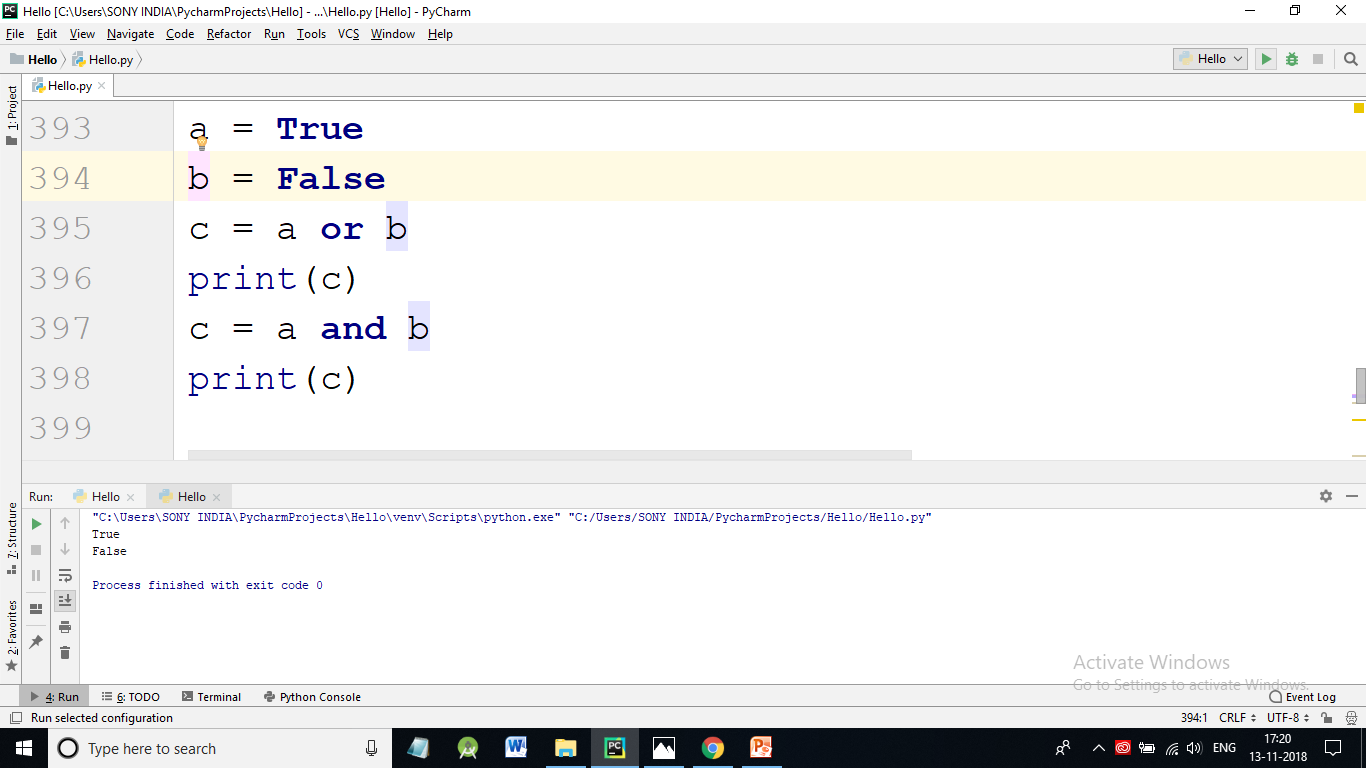 Hello [C:\Users\SONY INDIA\PycharmProjects\Hello] - ...\Hello.py [Hello] - PyCharm
File Edit View Navigate Code Refactor Run Tools VCS Window Help
Hello Hello.py Hello
1: Project
Hello.py
393 a = True
394 b = False
395 c = a or b
396 print(c)
397 c = a and b
398 print(c)
399
Run: Hello Hello
7: Structure
2: Favorites
"C:\Users\SONY INDIA\PycharmProjects\Hello\venv\Scripts\python.exe" "C:/Users/SONY INDIA/PycharmProjects/Hello/Hello.py"
True
False
Process finished with exit code 0
Activate Windows
Go to Settings to activate Windows.
4: Run 6: TODO Terminal Python Console Event Log
Run selected configuration 394:1 CRLF UTF-8
Type here to search ENG 17:20
13-11-2018